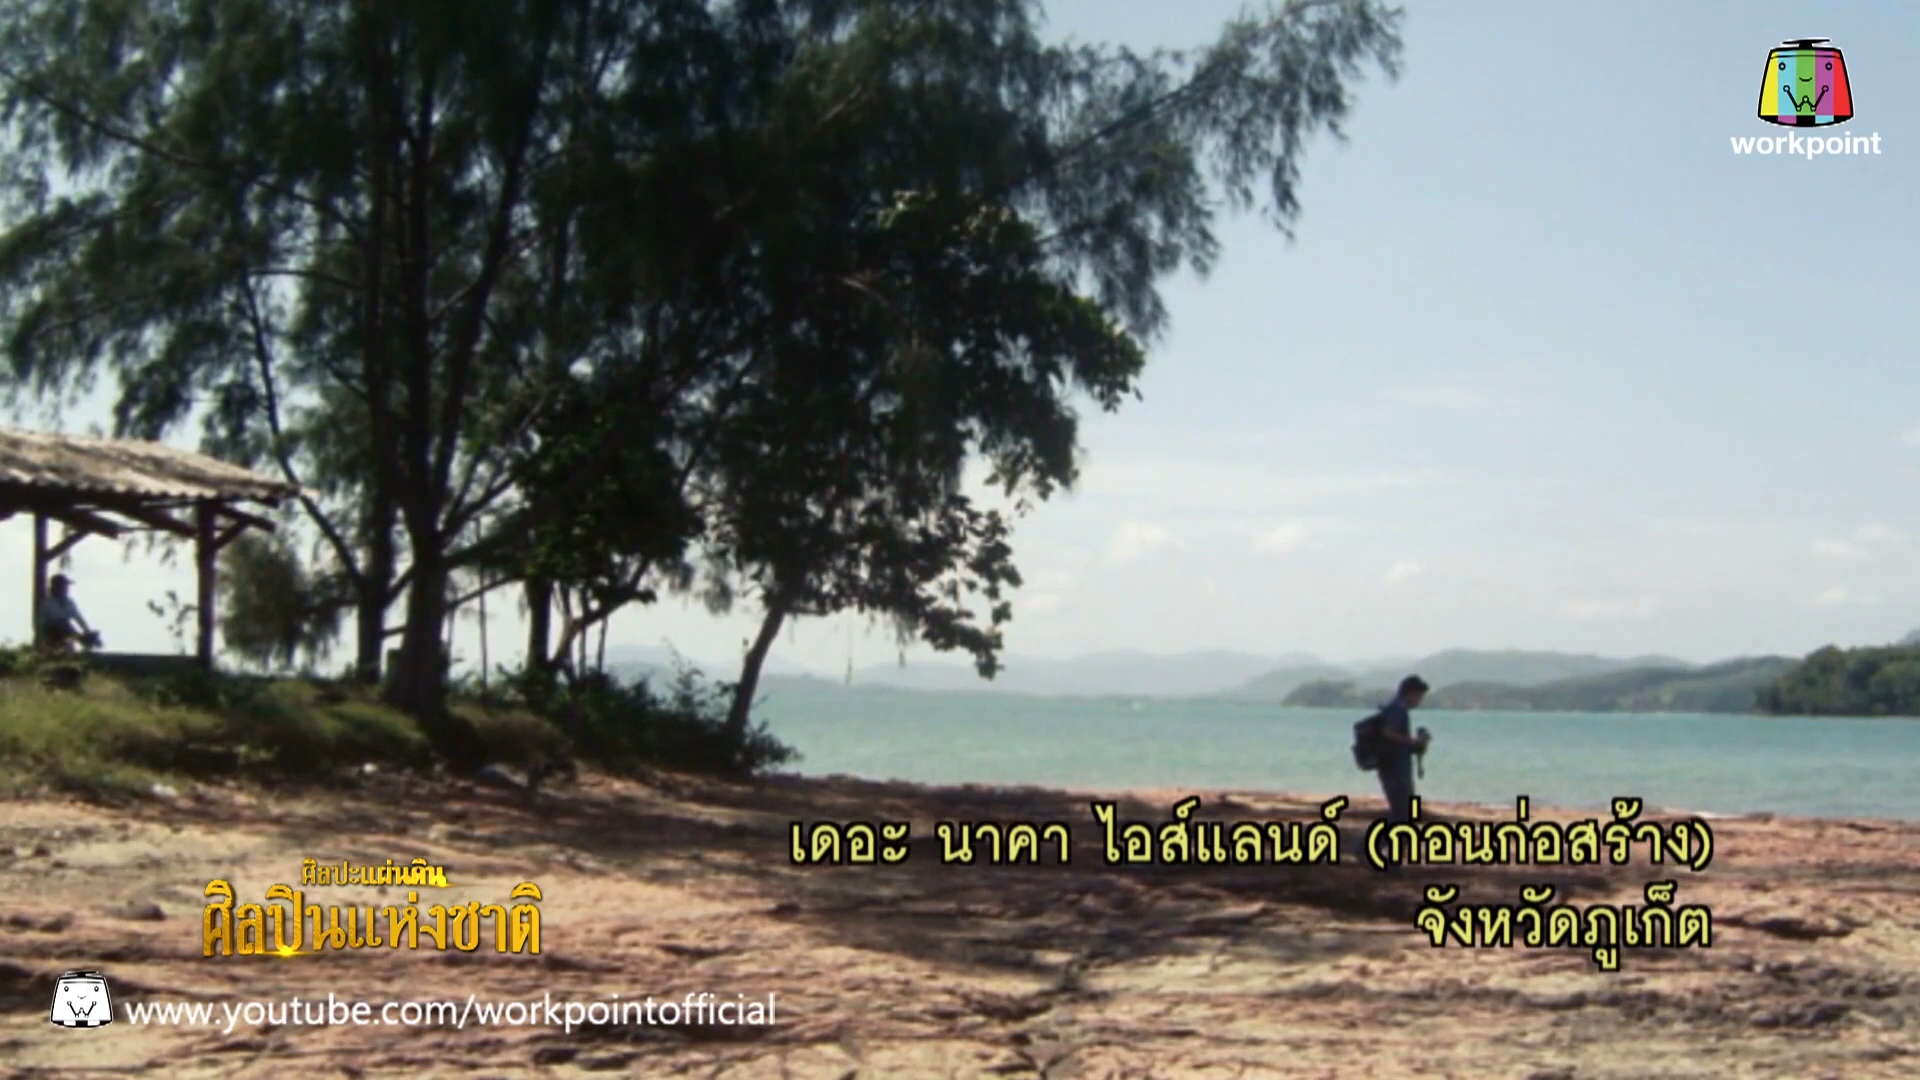 workpoint
เดอะ นาคา ไอส์แลนด์ (ก่อนก่อสร้าง)
จังหวัดภูเก็ต
ศิลปะแผ่นดิน
ศิลปินแห่งชาติ
www.youtube.com/workpointofficial